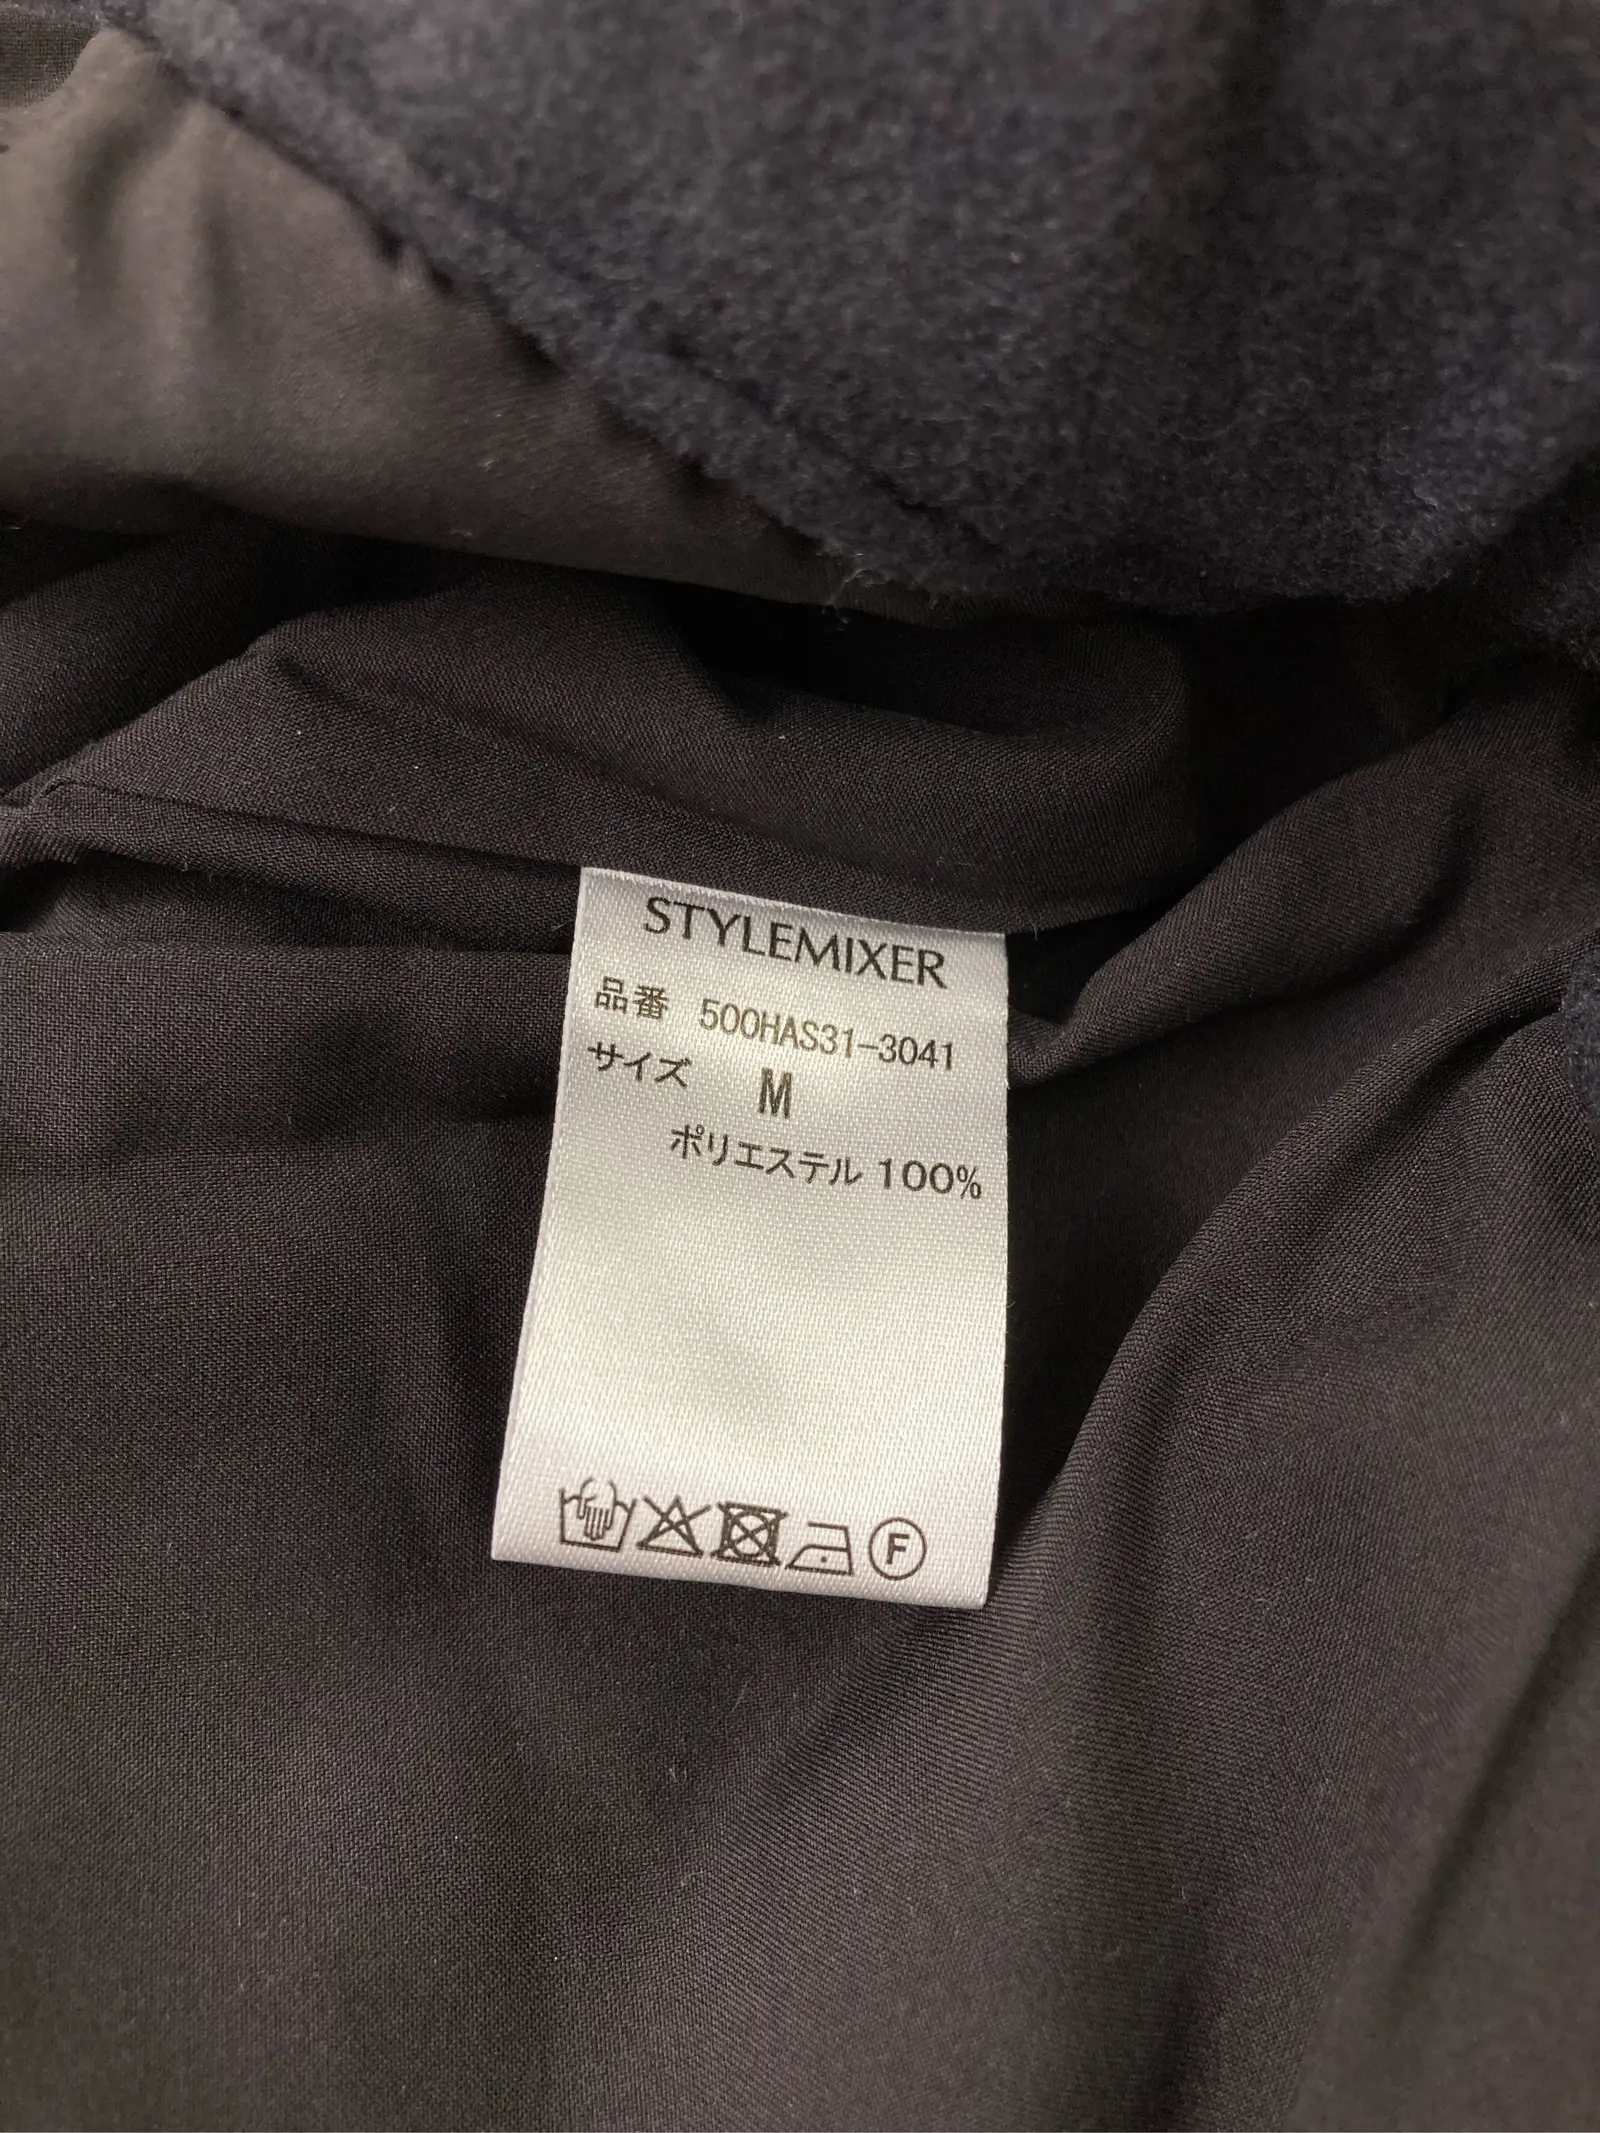 STYLEMIXER
品番 500HAS31-3041
サイズ M
ポリエステル 100%
F